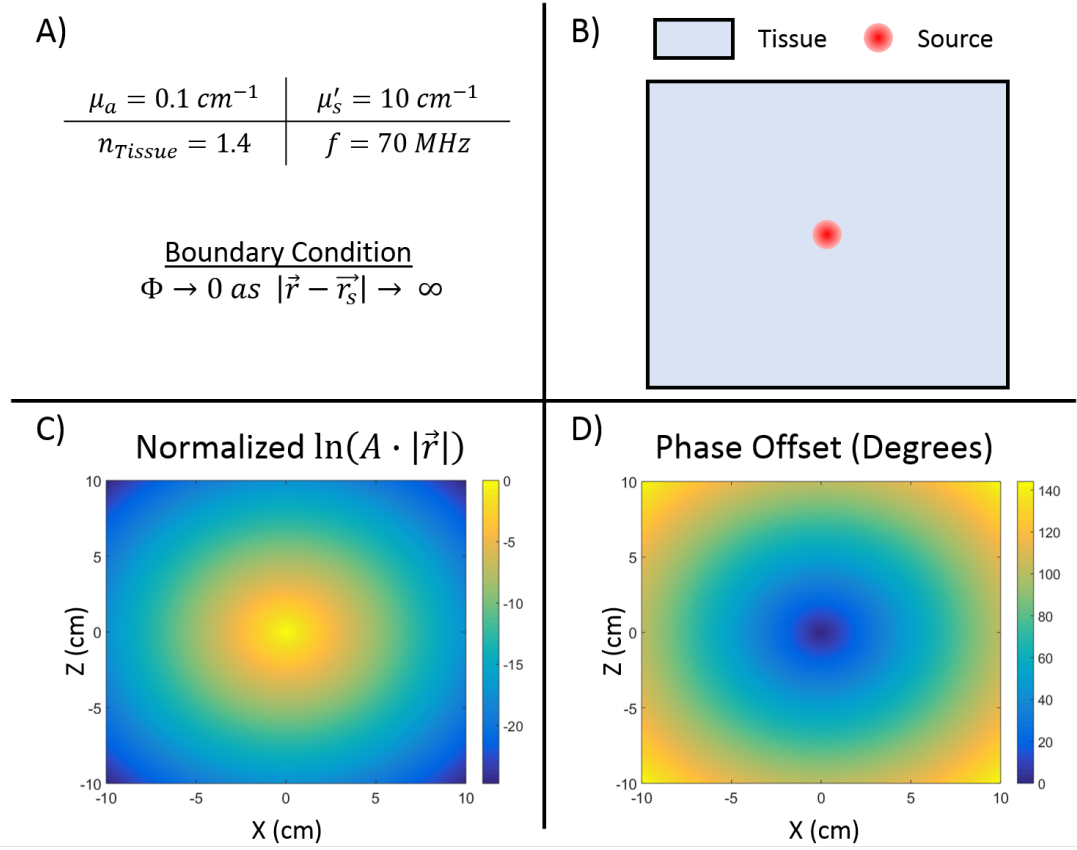 A)
μₐ = 0.1 cm⁻¹
μ′ₛ = 10 cm⁻¹
n_Tissue = 1.4
f = 70 MHz
Boundary Condition
Φ → 0 as |r⃗ − r⃗ₛ| → ∞
B)
Tissue
Source
C)
Normalized ln(A · |r⃗|)
10
5
0
-5
-10
Z (cm)
-10 -5 0 5 10
X (cm)
0
-5
-10
-15
-20
D)
Phase Offset (Degrees)
10
5
0
-5
-10
Z (cm)
-10 -5 0 5 10
X (cm)
140
120
100
80
60
40
20
0